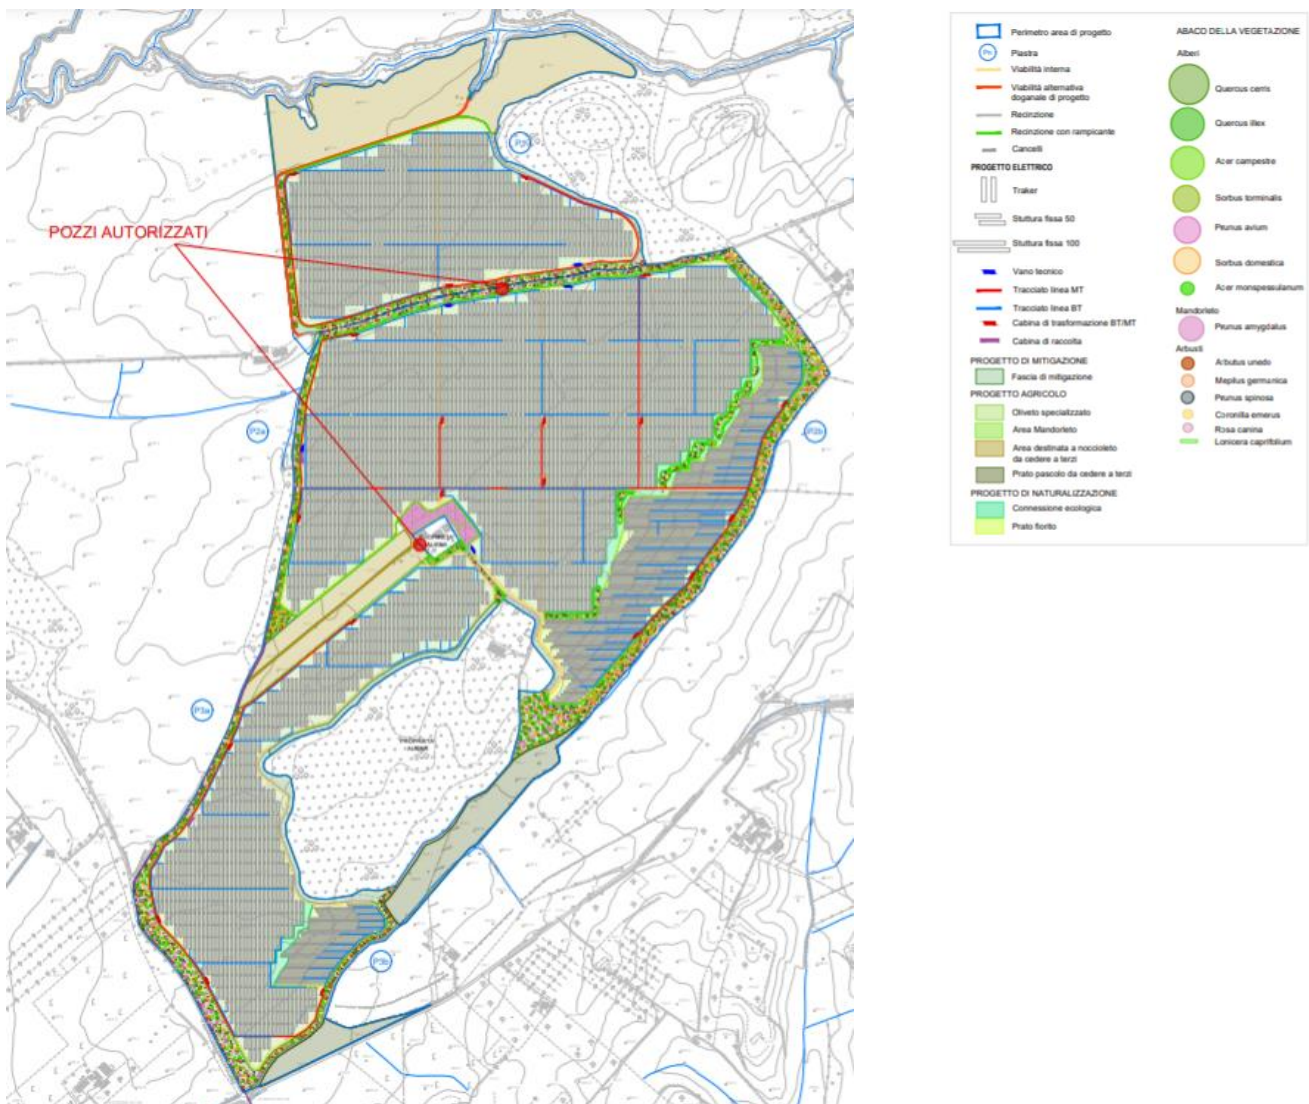 POZZI AUTORIZZATI
P2a
P2b
P3a
P3b
Perimetro area di progetto
Pn Piastra
Viabilità interna
Viabilità alternativa
doganale di progetto
Recinzione
Recinzione con rampicante
Cancelli
PROGETTO ELETTRICO
Traker
Stuttura fissa 50
Stuttura fissa 100
Vano tecnico
Tracciato linea MT
Tracciato linea BT
Cabina di trasformazione BT/MT
Cabina di raccolta
PROGETTO DI MITIGAZIONE
Fascia di mitigazione
PROGETTO AGRICOLO
Oliveto specializzato
Area Mandorleto
Area destinata a noccioleto
da cedere a terzi
Prato pascolo da cedere a terzi
PROGETTO DI NATURALIZZAZIONE
Connessione ecologica
Prato fiorito
ABACO DELLA VEGETAZIONE
Alberi
Quercus cerris
Quercus illex
Acer campestre
Sorbus torminalis
Prunus avium
Sorbus domestica
Acer monspessulanum
Mandorleto
Prunus amygdalus
Arbusti
Arbutus unedo
Mepilus germanica
Prunus spinosa
Coronilla emerus
Rosa canina
Lonicera caprifolium